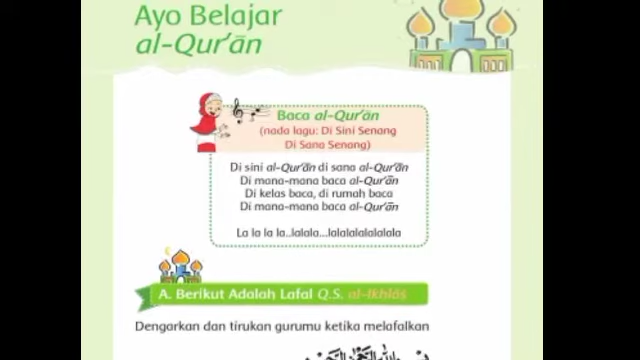 Ayo Belajar
al-Qur'ān
Baca al-Qur'ān
(nada lagu: Di Sini Senang
Di Sana Senang)
Di sini al-Qur'ān di sana al-Qur'ān
Di mana-mana baca al-Qur'ān
Di kelas baca, di rumah baca
Di mana-mana baca al-Qur'ān
La la la la..lalala...lalalalalalalala
A. Berikut Adalah Lafal Q.S. al-Ikhlāṣ
Dengarkan dan tirukan gurumu ketika melafalkan